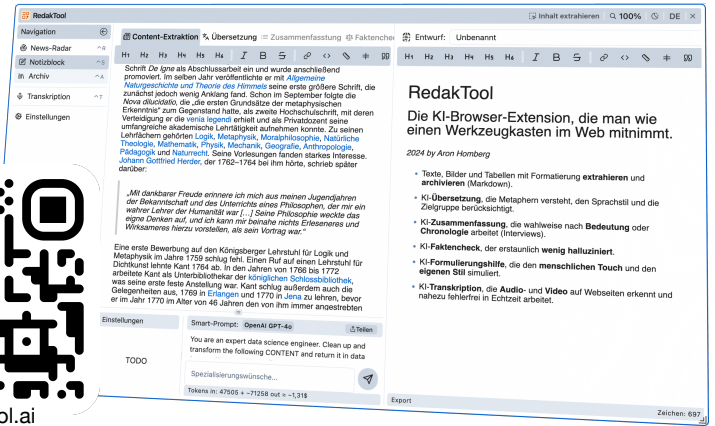 RedakTool
Inhalt extrahieren 100% DE
Navigation
News-Radar ^R
Notizblock ^S
Archiv ^A
Transkription ^T
Einstellungen
Content-Extraktion Übersetzung Zusammenfassung Faktenchec
H1 H2 H3 H4 H5 H6 I B S
Schrift De Igne als Abschlussarbeit ein und wurde anschließend
promoviert. Im selben Jahr veröffentlichte er mit Allgemeine
Naturgeschichte und Theorie des Himmels seine erste größere Schrift, die
zunächst jedoch wenig Anklang fand. Schon im September folgte die
Nova dilucidatio, die „die ersten Grundsätze der metaphysischen
Erkenntnis" zum Gegenstand hatte, als zweite Hochschulschrift, mit deren
Verteidigung er die venia legendi erhielt und als Privatdozent seine
umfangreiche akademische Lehrtätigkeit aufnehmen konnte. Zu seinen
Lehrfächern gehörten Logik, Metaphysik, Moralphilosophie, Natürliche
Theologie, Mathematik, Physik, Mechanik, Geografie, Anthropologie,
Pädagogik und Naturrecht. Seine Vorlesungen fanden starkes Interesse.
Johann Gottfried Herder, der 1762–1764 bei ihm hörte, schrieb später
darüber:
„Mit dankbarer Freude erinnere ich mich aus meinen Jugendjahren
der Bekanntschaft und des Unterrichts eines Philosophen, der mir ein
wahrer Lehrer der Humanität war […] Seine Philosophie weckte das
eigne Denken auf, und ich kann mir beinahe nichts Erleseneres und
Wirksameres hierzu vorstellen, als sein Vortrag war."
Eine erste Bewerbung auf den Königsberger Lehrstuhl für Logik und
Metaphysik im Jahre 1759 schlug fehl. Einen Ruf auf einen Lehrstuhl für
Dichtkunst lehnte Kant 1764 ab. In den Jahren von 1766 bis 1772
arbeitete Kant als Unterbibliothekar der königlichen Schlossbibliothek,
was seine erste feste Anstellung war. Kant schlug außerdem auch die
Gelegenheiten aus, 1769 in Erlangen und 1770 in Jena zu lehren, bevor
er im Jahr 1770 im Alter von 46 Jahren den von ihm immer angestrebten
Einstellungen
TODO
Smart-Prompt: OpenAI GPT-4o
Teilen
You are an expert data science engineer. Clean up and
transform the following CONTENT and return it in data
Spezialisierungswünsche...
Tokens in: 47505 + ~71258 out ≈ ~1,31$
Entwurf: Unbenannt
H1 H2 H3 H4 H5 H6 I B S
RedakTool
Die KI-Browser-Extension, die man wie
einen Werkzeugkasten im Web mitnimmt.
2024 by Aron Homberg
• Texte, Bilder und Tabellen mit Formatierung extrahieren und
archivieren (Markdown).
• KI-Übersetzung, die Metaphern versteht, den Sprachstil und die
Zielgruppe berücksichtigt.
• KI-Zusammenfassung, die wahlweise nach Bedeutung oder
Chronologie arbeitet (Interviews).
• KI-Faktencheck, der erstaunlich wenig halluziniert.
• KI-Formulierungshilfe, die den menschlichen Touch und den
eigenen Stil simuliert.
• KI-Transkription, die Audio- und Video auf Webseiten erkennt und
nahezu fehlerfrei in Echtzeit arbeitet.
Export
Zeichen: 697
ol.ai